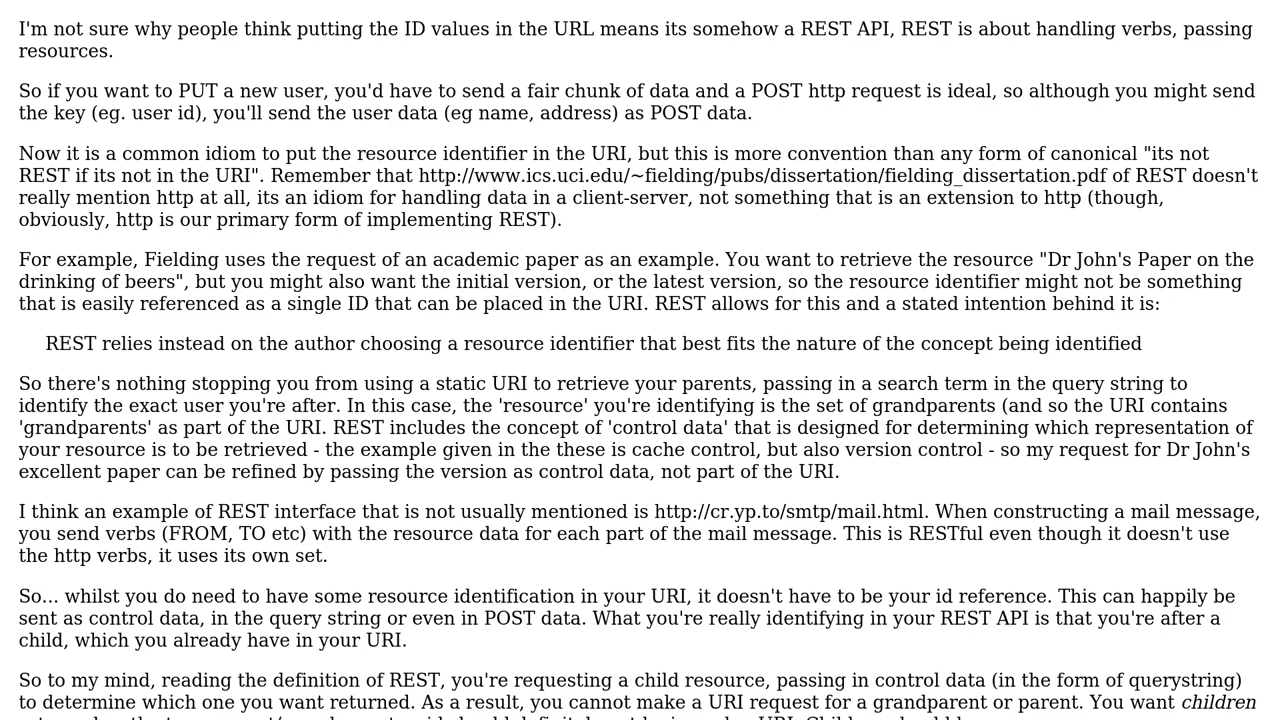 I'm not sure why people think putting the ID values in the URL means its somehow a REST API, REST is about handling verbs, passing
resources.
So if you want to PUT a new user, you'd have to send a fair chunk of data and a POST http request is ideal, so although you might send
the key (eg. user id), you'll send the user data (eg name, address) as POST data.
Now it is a common idiom to put the resource identifier in the URI, but this is more convention than any form of canonical "its not
REST if its not in the URI". Remember that http://www.ics.uci.edu/~fielding/pubs/dissertation/fielding_dissertation.pdf of REST doesn't
really mention http at all, its an idiom for handling data in a client-server, not something that is an extension to http (though,
obviously, http is our primary form of implementing REST).
For example, Fielding uses the request of an academic paper as an example. You want to retrieve the resource "Dr John's Paper on the
drinking of beers", but you might also want the initial version, or the latest version, so the resource identifier might not be something
that is easily referenced as a single ID that can be placed in the URI. REST allows for this and a stated intention behind it is:
REST relies instead on the author choosing a resource identifier that best fits the nature of the concept being identified
So there's nothing stopping you from using a static URI to retrieve your parents, passing in a search term in the query string to
identify the exact user you're after. In this case, the 'resource' you're identifying is the set of grandparents (and so the URI contains
'grandparents' as part of the URI. REST includes the concept of 'control data' that is designed for determining which representation of
your resource is to be retrieved - the example given in the these is cache control, but also version control - so my request for Dr John's
excellent paper can be refined by passing the version as control data, not part of the URI.
I think an example of REST interface that is not usually mentioned is http://cr.yp.to/smtp/mail.html. When constructing a mail message,
you send verbs (FROM, TO etc) with the resource data for each part of the mail message. This is RESTful even though it doesn't use
the http verbs, it uses its own set.
So... whilst you do need to have some resource identification in your URI, it doesn't have to be your id reference. This can happily be
sent as control data, in the query string or even in POST data. What you're really identifying in your REST API is that you're after a
child, which you already have in your URI.
So to my mind, reading the definition of REST, you're requesting a child resource, passing in control data (in the form of querystring)
to determine which one you want returned. As a result, you cannot make a URI request for a grandparent or parent. You want children